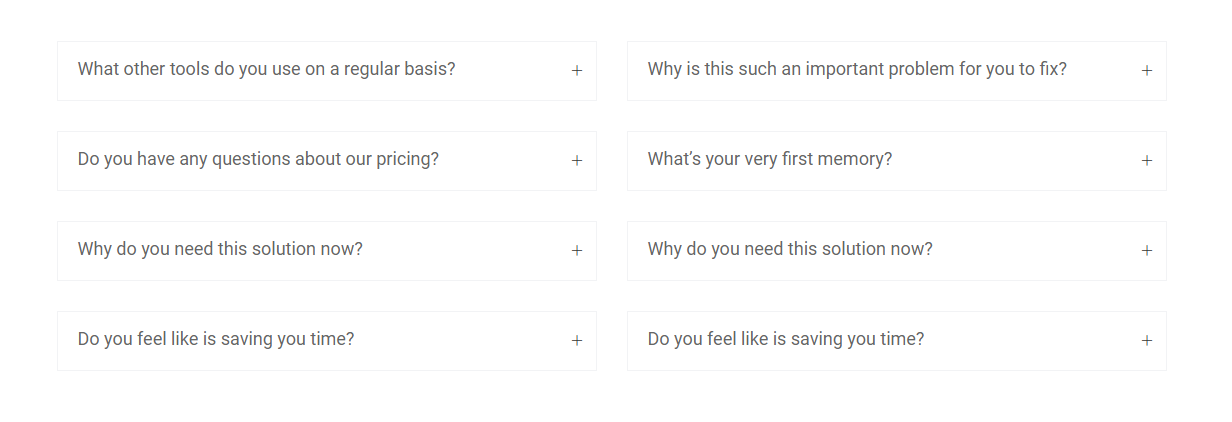 What other tools do you use on a regular basis? +
Why is this such an important problem for you to fix? +
Do you have any questions about our pricing? +
What’s your very first memory? +
Why do you need this solution now? +
Why do you need this solution now? +
Do you feel like is saving you time? +
Do you feel like is saving you time? +